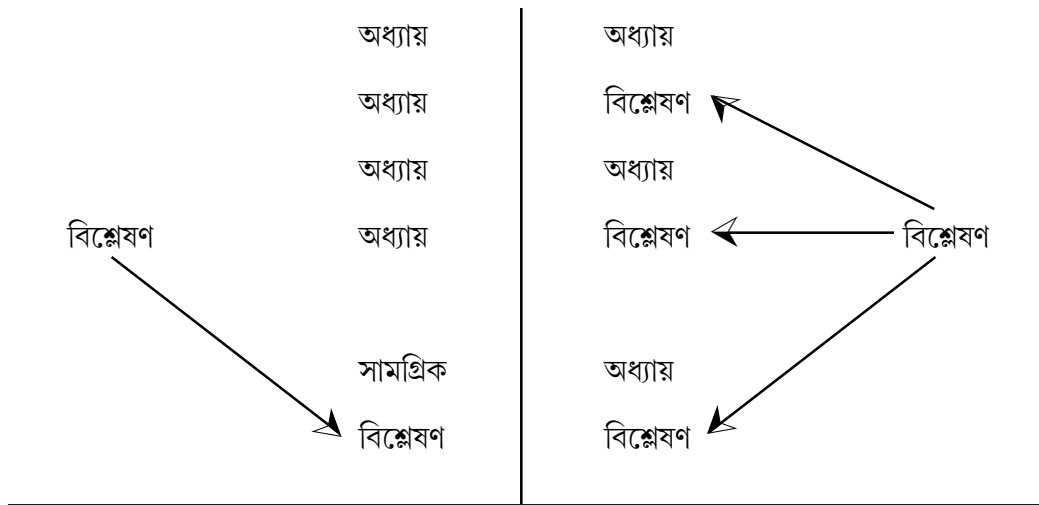 অধ্যায় অধ্যায়
অধ্যায় বিশ্লেষণ
অধ্যায় অধ্যায়
বিশ্লেষণ অধ্যায় বিশ্লেষণ বিশ্লেষণ
সামগ্রিক অধ্যায়
বিশ্লেষণ বিশ্লেষণ